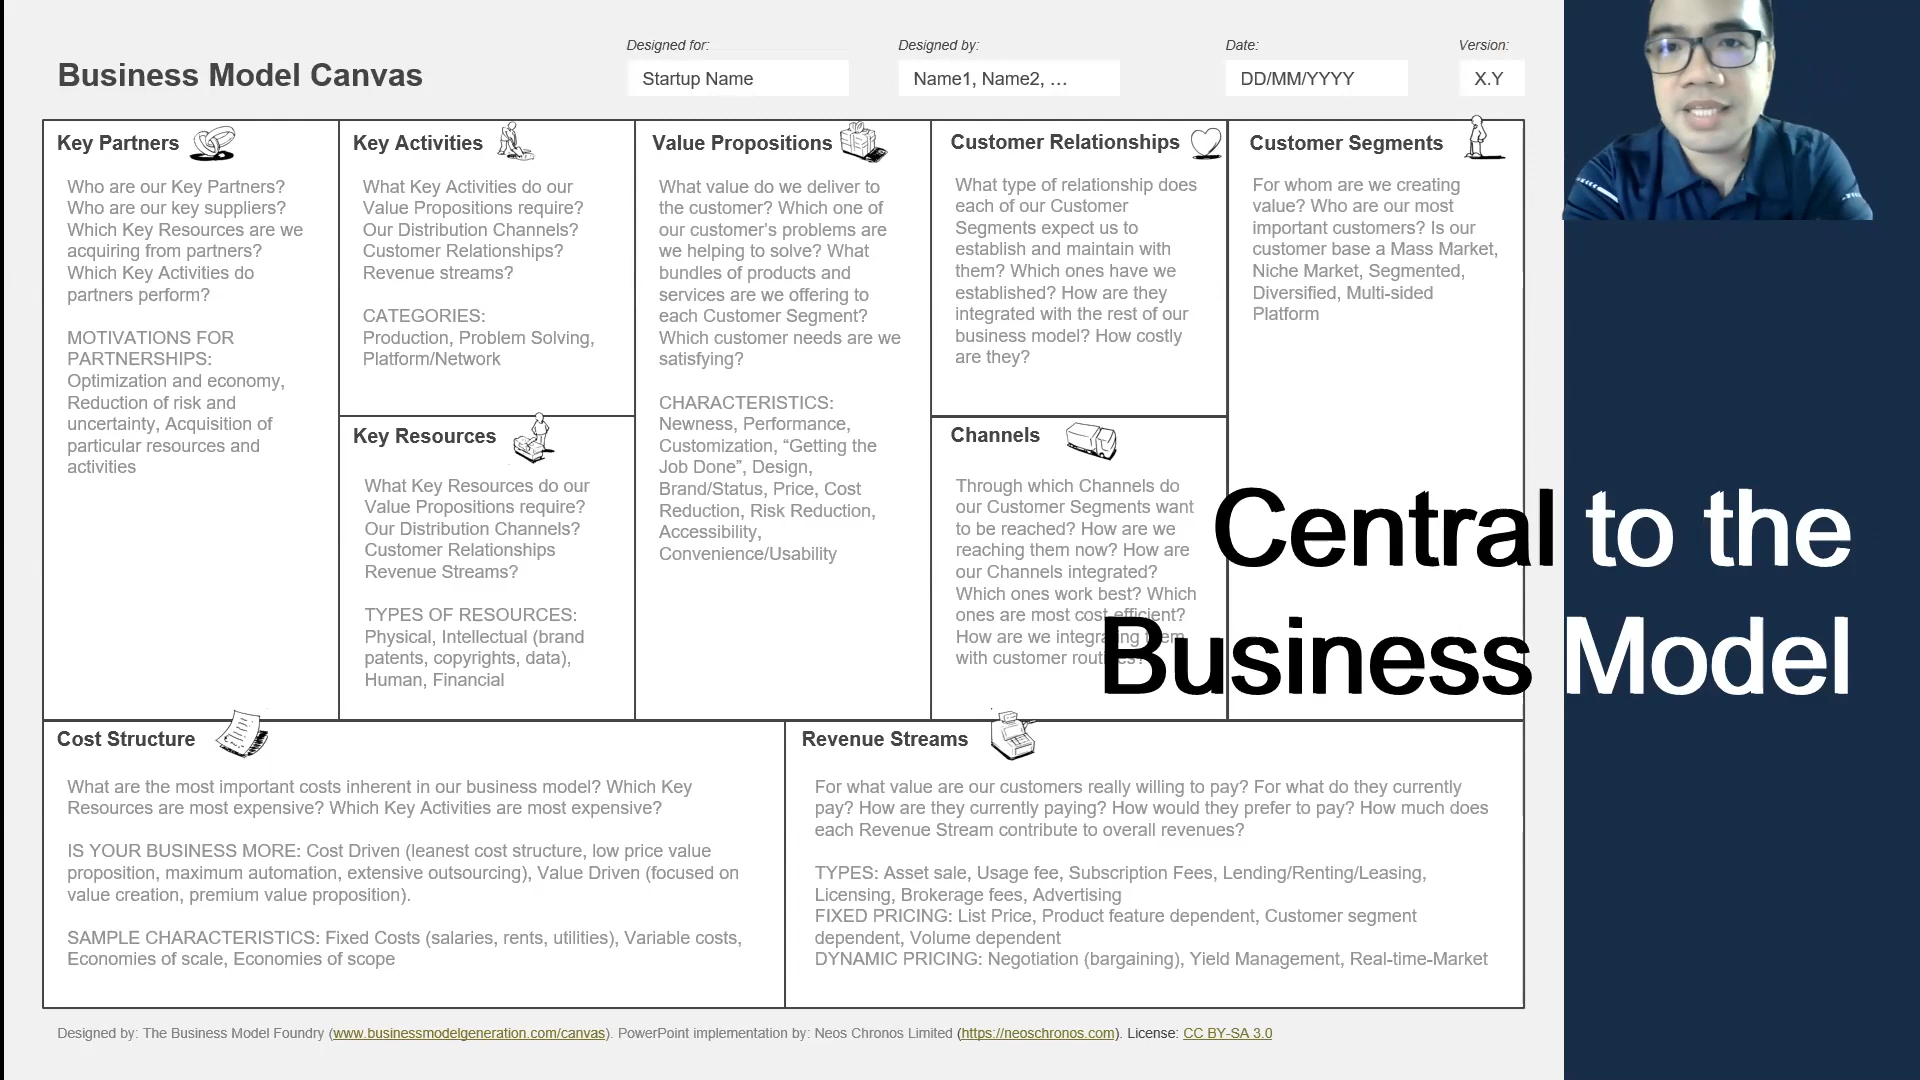 Business Model Canvas
Designed for:
Startup Name
Designed by:
Name1, Name2, …
Date:
DD/MM/YYYY
Version:
X.Y
Key Partners
Who are our Key Partners?
Who are our key suppliers?
Which Key Resources are we
acquiring from partners?
Which Key Activities do
partners perform?
MOTIVATIONS FOR
PARTNERSHIPS:
Optimization and economy,
Reduction of risk and
uncertainty, Acquisition of
particular resources and
activities
Key Activities
What Key Activities do our
Value Propositions require?
Our Distribution Channels?
Customer Relationships?
Revenue streams?
CATEGORIES:
Production, Problem Solving,
Platform/Network
Key Resources
What Key Resources do our
Value Propositions require?
Our Distribution Channels?
Customer Relationships
Revenue Streams?
TYPES OF RESOURCES:
Physical, Intellectual (brand
patents, copyrights, data),
Human, Financial
Value Propositions
What value do we deliver to
the customer? Which one of
our customer’s problems are
we helping to solve? What
bundles of products and
services are we offering to
each Customer Segment?
Which customer needs are we
satisfying?
CHARACTERISTICS:
Newness, Performance,
Customization, “Getting the
Job Done”, Design,
Brand/Status, Price, Cost
Reduction, Risk Reduction,
Accessibility,
Convenience/Usability
Customer Relationships
What type of relationship does
each of our Customer
Segments expect us to
establish and maintain with
them? Which ones have we
established? How are they
integrated with the rest of our
business model? How costly
are they?
Channels
Through which Channels do
our Customer Segments want
to be reached? How are we
reaching them now? How are
our Channels integrated?
Which ones work best? Which
ones are most cost-efficient?
How are we integrating them
with customer routines?
Customer Segments
For whom are we creating
value? Who are our most
important customers? Is our
customer base a Mass Market,
Niche Market, Segmented,
Diversified, Multi-sided
Platform
Central to the
Business Model
Cost Structure
What are the most important costs inherent in our business model? Which Key
Resources are most expensive? Which Key Activities are most expensive?
IS YOUR BUSINESS MORE: Cost Driven (leanest cost structure, low price value
proposition, maximum automation, extensive outsourcing), Value Driven (focused on
value creation, premium value proposition).
SAMPLE CHARACTERISTICS: Fixed Costs (salaries, rents, utilities), Variable costs,
Economies of scale, Economies of scope
Revenue Streams
For what value are our customers really willing to pay? For what do they currently
pay? How are they currently paying? How would they prefer to pay? How much does
each Revenue Stream contribute to overall revenues?
TYPES: Asset sale, Usage fee, Subscription Fees, Lending/Renting/Leasing,
Licensing, Brokerage fees, Advertising
FIXED PRICING: List Price, Product feature dependent, Customer segment
dependent, Volume dependent
DYNAMIC PRICING: Negotiation (bargaining), Yield Management, Real-time-Market
Designed by: The Business Model Foundry (www.businessmodelgeneration.com/canvas). PowerPoint implementation by: Neos Chronos Limited (https://neoschronos.com). License: CC BY-SA 3.0